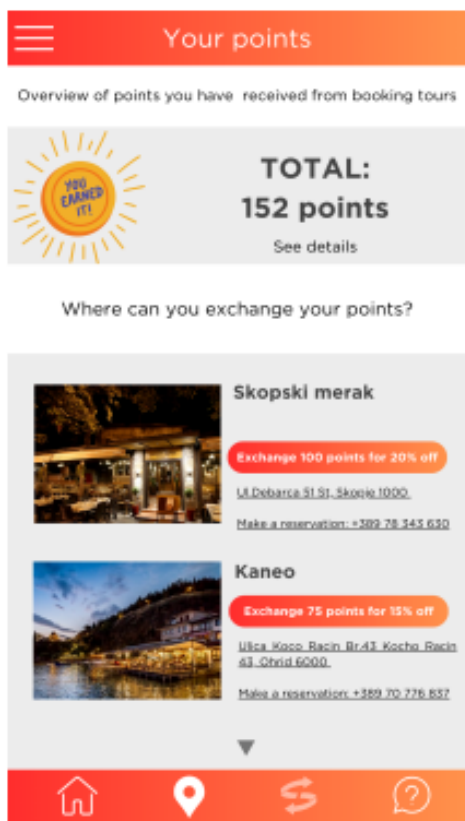 Your points
Overview of points you have received from booking tours
YOU
EARNED
IT!
TOTAL:
152 points
See details
Where can you exchange your points?
Skopski merak
Exchange 100 points for 20% off
Ul.Debarca 51 St, Skopje 1000
Make a reservation: +389 78 343 630
Kaneo
Exchange 75 points for 15% off
Ulica Koco Racin Br.43 Kocho Racin
43, Ohrid 6000
Make a reservation: +389 70 776 837
?